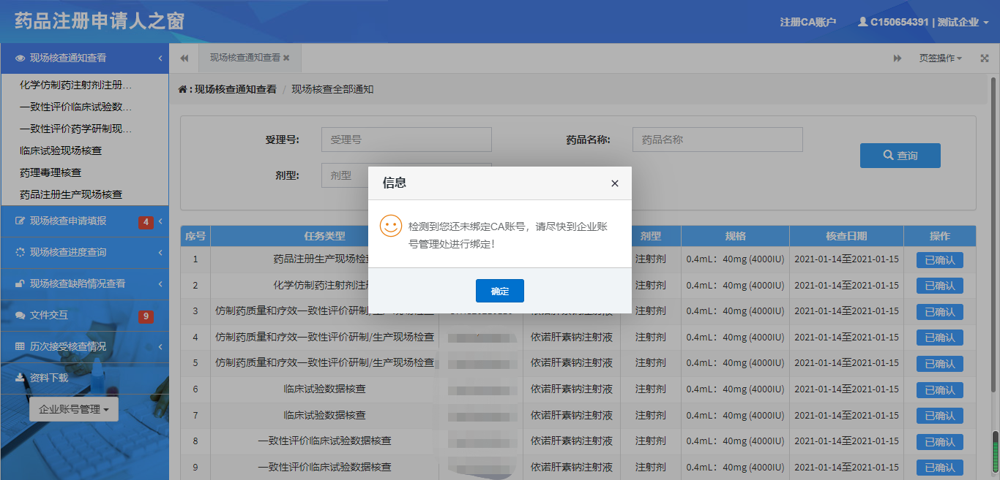 药品注册申请人之窗
注册CA账户
C150654391 | 测试企业
现场核查通知查看
现场核查通知查看
页签操作
化学仿制药注射剂注册…
一致性评价临床试验数…
一致性评价药学研制现…
临床试验现场核查
药理毒理核查
药品注册生产现场核查
现场核查申请填报 4
现场核查进度查询
现场核查缺陷情况查看
文件交互 9
历次接受核查情况
资料下载
企业账号管理
: 现场核查通知查看 / 现场核查全部通知
受理号: 受理号 药品名称: 药品名称
查询
剂型: 剂型
信息 ×
检测到您还未绑定CA账号，请尽快到企业账
号管理处进行绑定！
确定
序号 任务类型 剂型 规格 核查日期 操作
1 药品注册生产现场检查 注射剂 0.4mL：40mg (4000IU) 2021-01-14至2021-01-15 已确认
2 化学仿制药注射剂注册 注射剂 0.4mL：40mg (4000IU) 2021-01-14至2021-01-15 已确认
3 仿制药质量和疗效一致性评价研制/生产现场检查 依诺肝素钠注射液 注射剂 0.4mL：40mg (4000IU) 2021-01-14至2021-01-15 已确认
4 仿制药质量和疗效一致性评价研制/生产现场检查 依诺肝素钠注射液 注射剂 0.4mL：40mg (4000IU) 2021-01-14至2021-01-15 已确认
5 仿制药质量和疗效一致性评价研制/生产现场检查 依诺肝素钠注射液 注射剂 0.4mL：40mg (4000IU) 2021-01-14至2021-01-15 已确认
6 临床试验数据核查 依诺肝素钠注射液 注射剂 0.4mL：40mg (4000IU) 2021-01-14至2021-01-15 已确认
7 临床试验数据核查 依诺肝素钠注射液 注射剂 0.4mL：40mg (4000IU) 2021-01-14至2021-01-15 已确认
8 一致性评价临床试验数据核查 依诺肝素钠注射液 注射剂 0.4mL：40mg (4000IU) 2021-01-14至2021-01-15 已确认
9 一致性评价临床试验数据核查 依诺肝素钠注射液 注射剂 0.4mL：40mg (4000IU) 2021-01-14至2021-01-15 已确认